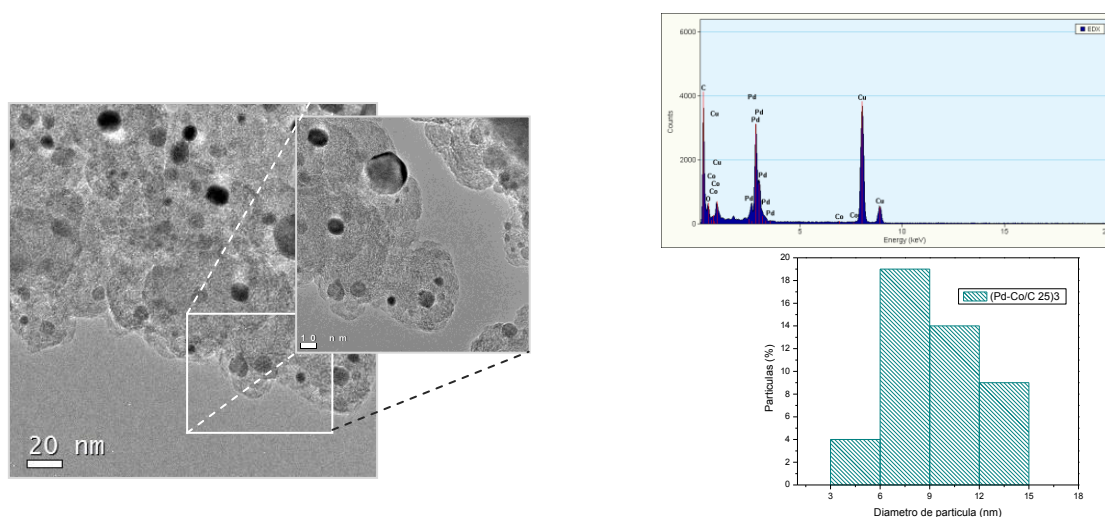 20 nm
10 nm
6000
4000
2000
0
Counts
EDX
C
Cu
Cu
Co
Co
Co
O
Pd
Pd
Pd
Pd
Pd
Pd
Pd
Co
Co
Cu
Cu
5
10
15
20
Energy (keV)
20
18
16
14
12
10
8
6
4
2
0
Particulas (%)
(Pd-Co/C 25)3
3
6
9
12
15
18
Diametro de particula (nm)